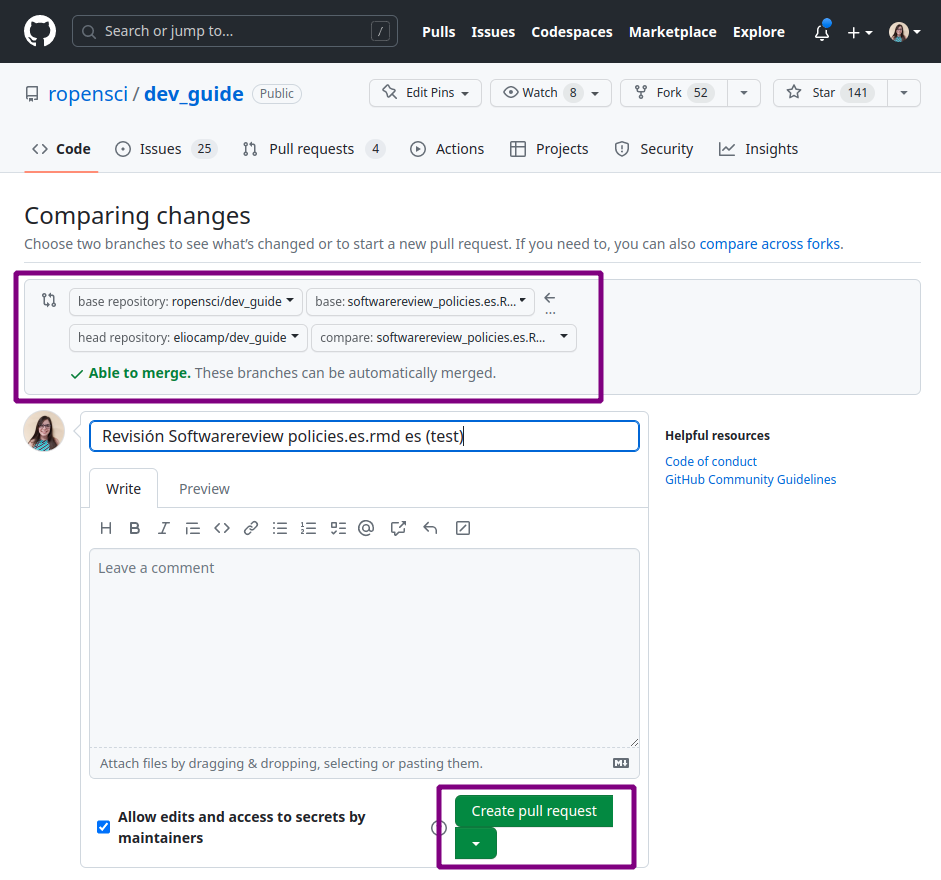 Search or jump to... /
Pulls Issues Codespaces Marketplace Explore
ropensci / dev_guide Public
Edit Pins Watch 8 Fork 52 Star 141
Code Issues 25 Pull requests 4 Actions Projects Security Insights
Comparing changes
Choose two branches to see what's changed or to start a new pull request. If you need to, you can also compare across forks.
base repository: ropensci/dev_guide base: softwarereview_policies.es.R... ...
head repository: eliocamp/dev_guide compare: softwarereview_policies.es.R...
Able to merge. These branches can be automatically merged.
Revisión Softwarereview policies.es.rmd es (test)
Helpful resources
Code of conduct
GitHub Community Guidelines
Write Preview
H B I
Leave a comment
Attach files by dragging & dropping, selecting or pasting them.
Allow edits and access to secrets by
maintainers
Create pull request